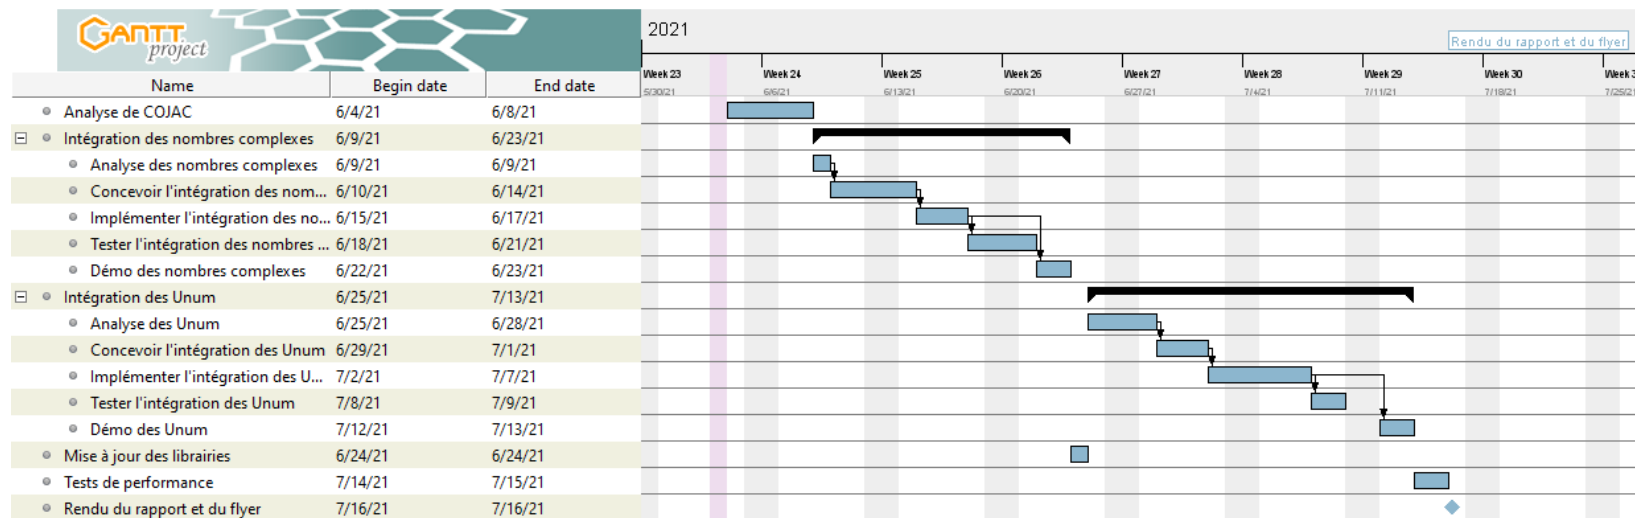 GANTT
project
2021
Rendu du rapport et du flyer
Name Begin date End date
Week 23 Week 24 Week 25 Week 26 Week 27 Week 28 Week 29 Week 30 Week 3
5/30/21 6/6/21 6/13/21 6/20/21 6/27/21 7/4/21 7/11/21 7/18/21 7/25/21
Analyse de COJAC 6/4/21 6/8/21
Intégration des nombres complexes 6/9/21 6/23/21
Analyse des nombres complexes 6/9/21 6/9/21
Concevoir l'intégration des nom... 6/10/21 6/14/21
Implémenter l'intégration des no... 6/15/21 6/17/21
Tester l'intégration des nombres ... 6/18/21 6/21/21
Démo des nombres complexes 6/22/21 6/23/21
Intégration des Unum 6/25/21 7/13/21
Analyse des Unum 6/25/21 6/28/21
Concevoir l'intégration des Unum 6/29/21 7/1/21
Implémenter l'intégration des U... 7/2/21 7/7/21
Tester l'intégration des Unum 7/8/21 7/9/21
Démo des Unum 7/12/21 7/13/21
Mise à jour des librairies 6/24/21 6/24/21
Tests de performance 7/14/21 7/15/21
Rendu du rapport et du flyer 7/16/21 7/16/21